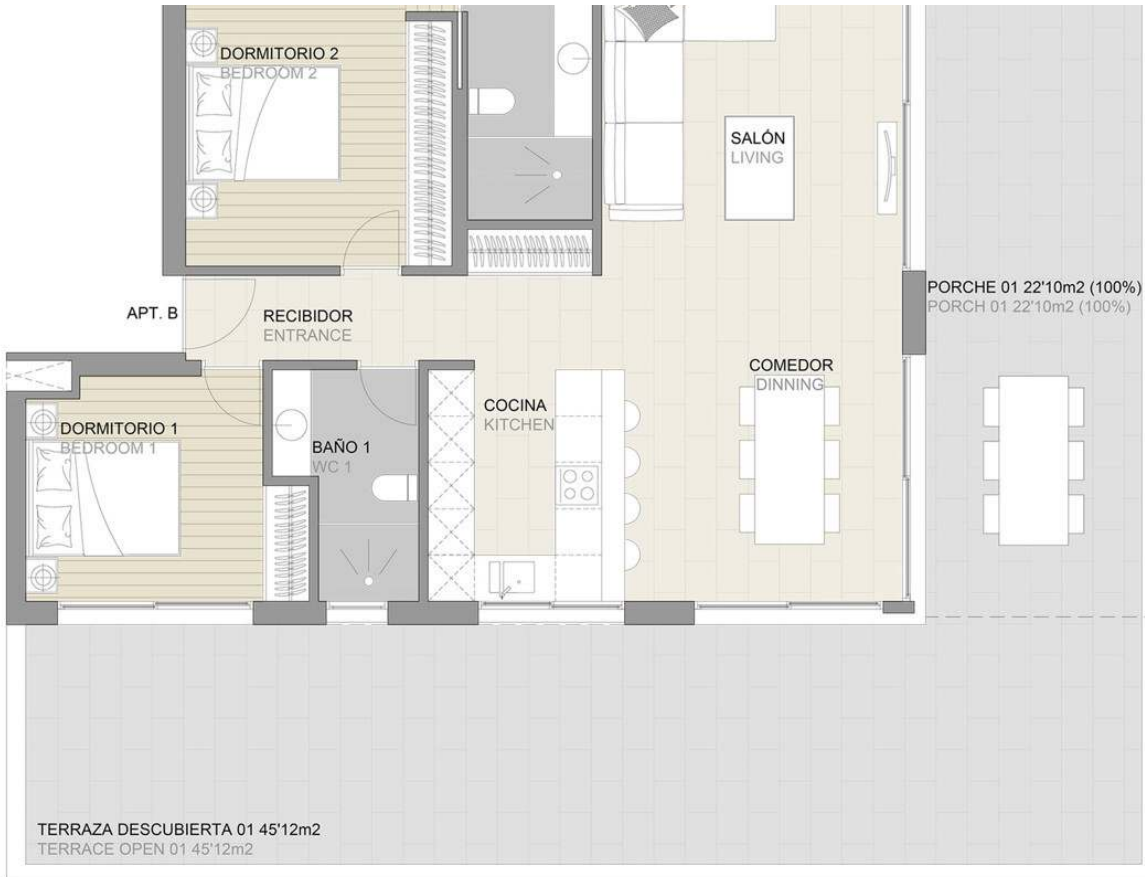 DORMITORIO 2
BEDROOM 2
SALÓN
LIVING
PORCHE 01 22'10m2 (100%)
PORCH 01 22'10m2 (100%)
APT. B
RECIBIDOR
ENTRANCE
COMEDOR
DINNING
COCINA
KITCHEN
DORMITORIO 1
BEDROOM 1
BAÑO 1
WC 1
TERRAZA DESCUBIERTA 01 45'12m2
TERRACE OPEN 01 45'12m2